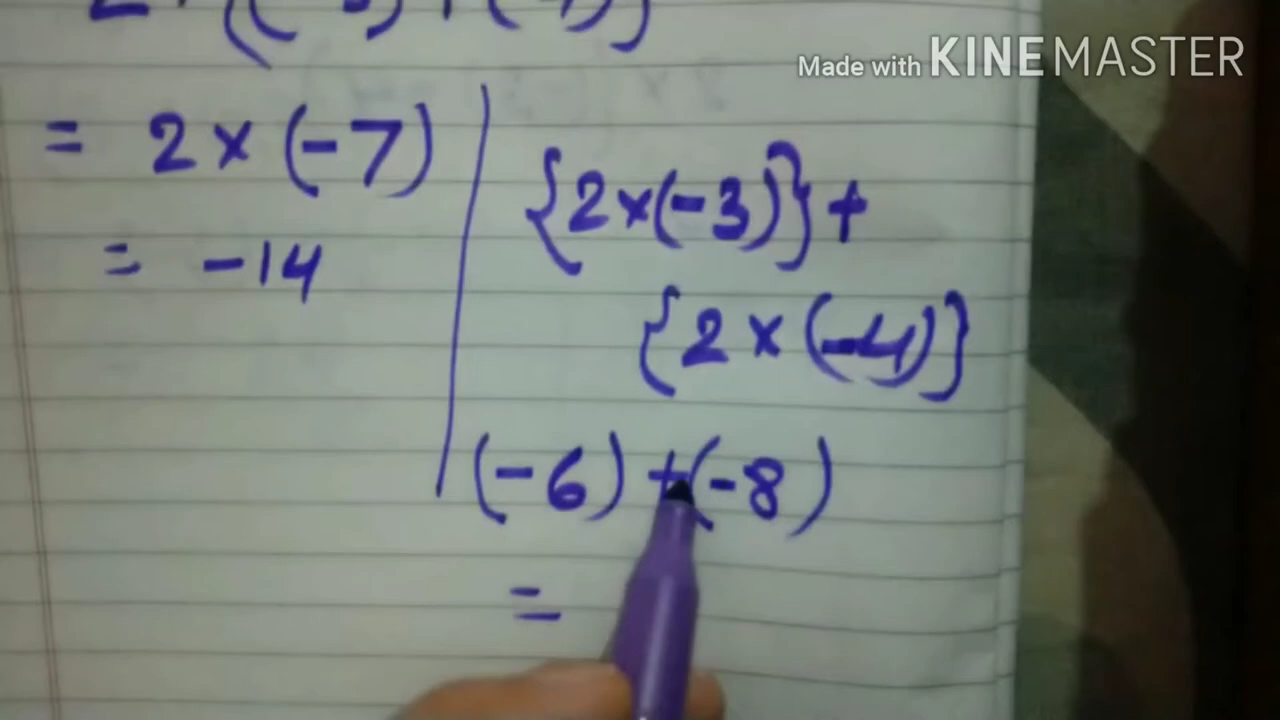 Made with KINEMASTER
= 2 × (-7)
= -14
{2×(-3)}+
{2 × (-4)}
(-6) +(-8)
=